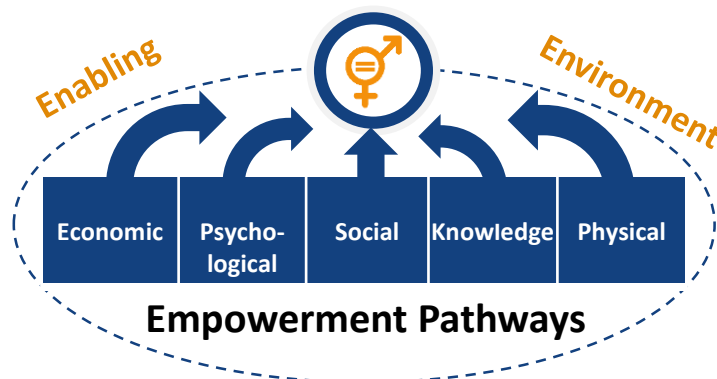 Enabling Environment
Economic
Psycho-
logical
Social
Knowledge
Physical
Empowerment Pathways